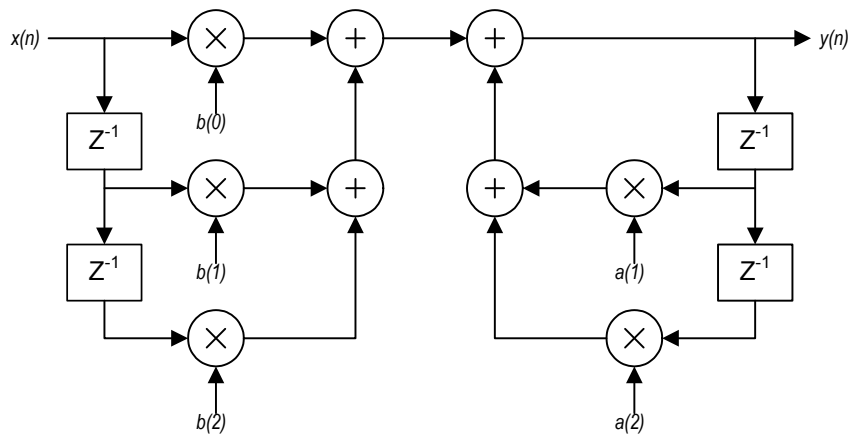 x(n)
y(n)
b(0)
Z-1
Z-1
b(1)
a(1)
Z-1
Z-1
b(2)
a(2)